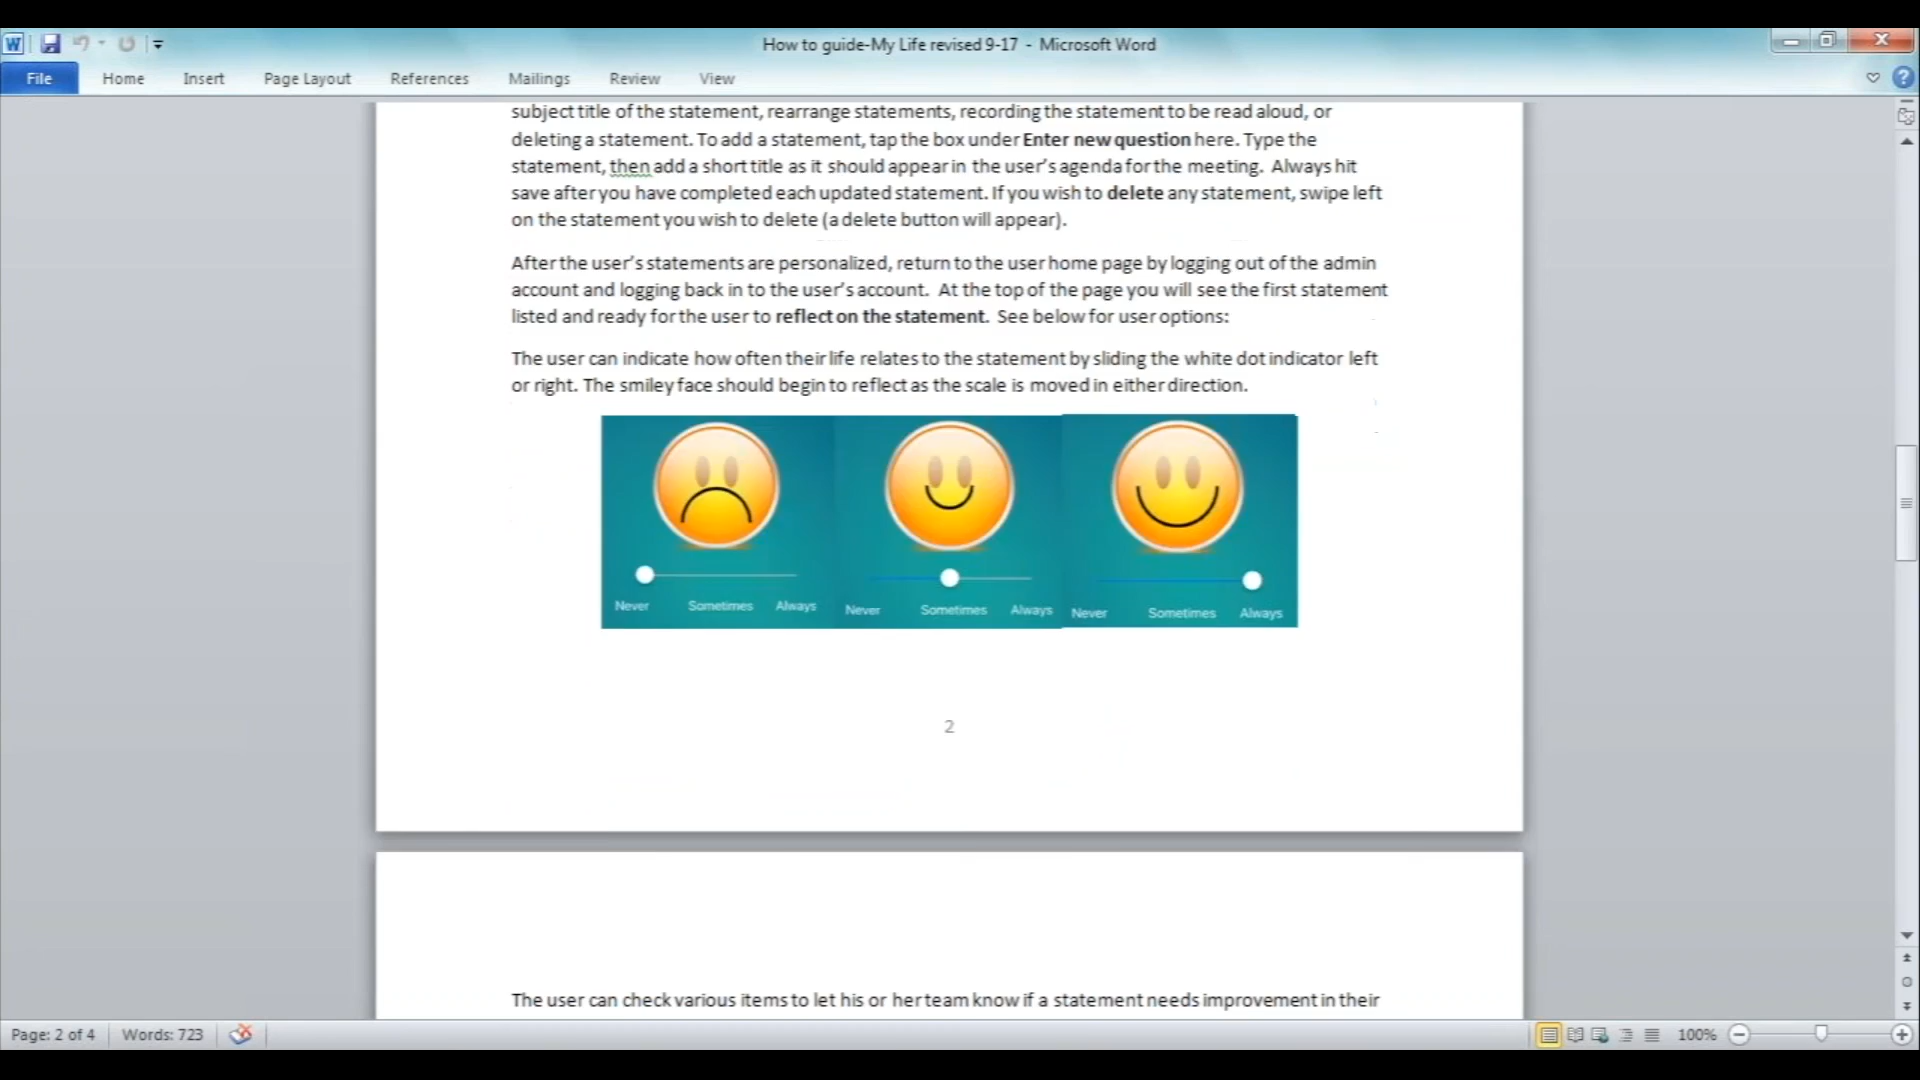 How to guide-My Life revised 9-17 - Microsoft Word
File Home Insert Page Layout References Mailings Review View
subject title of the statement, rearrange statements, recording the statement to be read aloud, or
deleting a statement. To add a statement, tap the box under Enter new question here. Type the
statement, then add a short title as it should appear in the user's agenda for the meeting. Always hit
save after you have completed each updated statement. If you wish to delete any statement, swipe left
on the statement you wish to delete (a delete button will appear).
After the user's statements are personalized, return to the user home page by logging out of the admin
account and logging back in to the user's account. At the top of the page you will see the first statement
listed and ready for the user to reflect on the statement. See below for user options:
The user can indicate how often their life relates to the statement by sliding the white dot indicator left
or right. The smiley face should begin to reflect as the scale is moved in either direction.
Never Sometimes Always Never Sometimes Always Never Sometimes Always
2
The user can check various items to let his or her team know if a statement needs improvement in their
Page: 2 of 4 Words: 723 100%